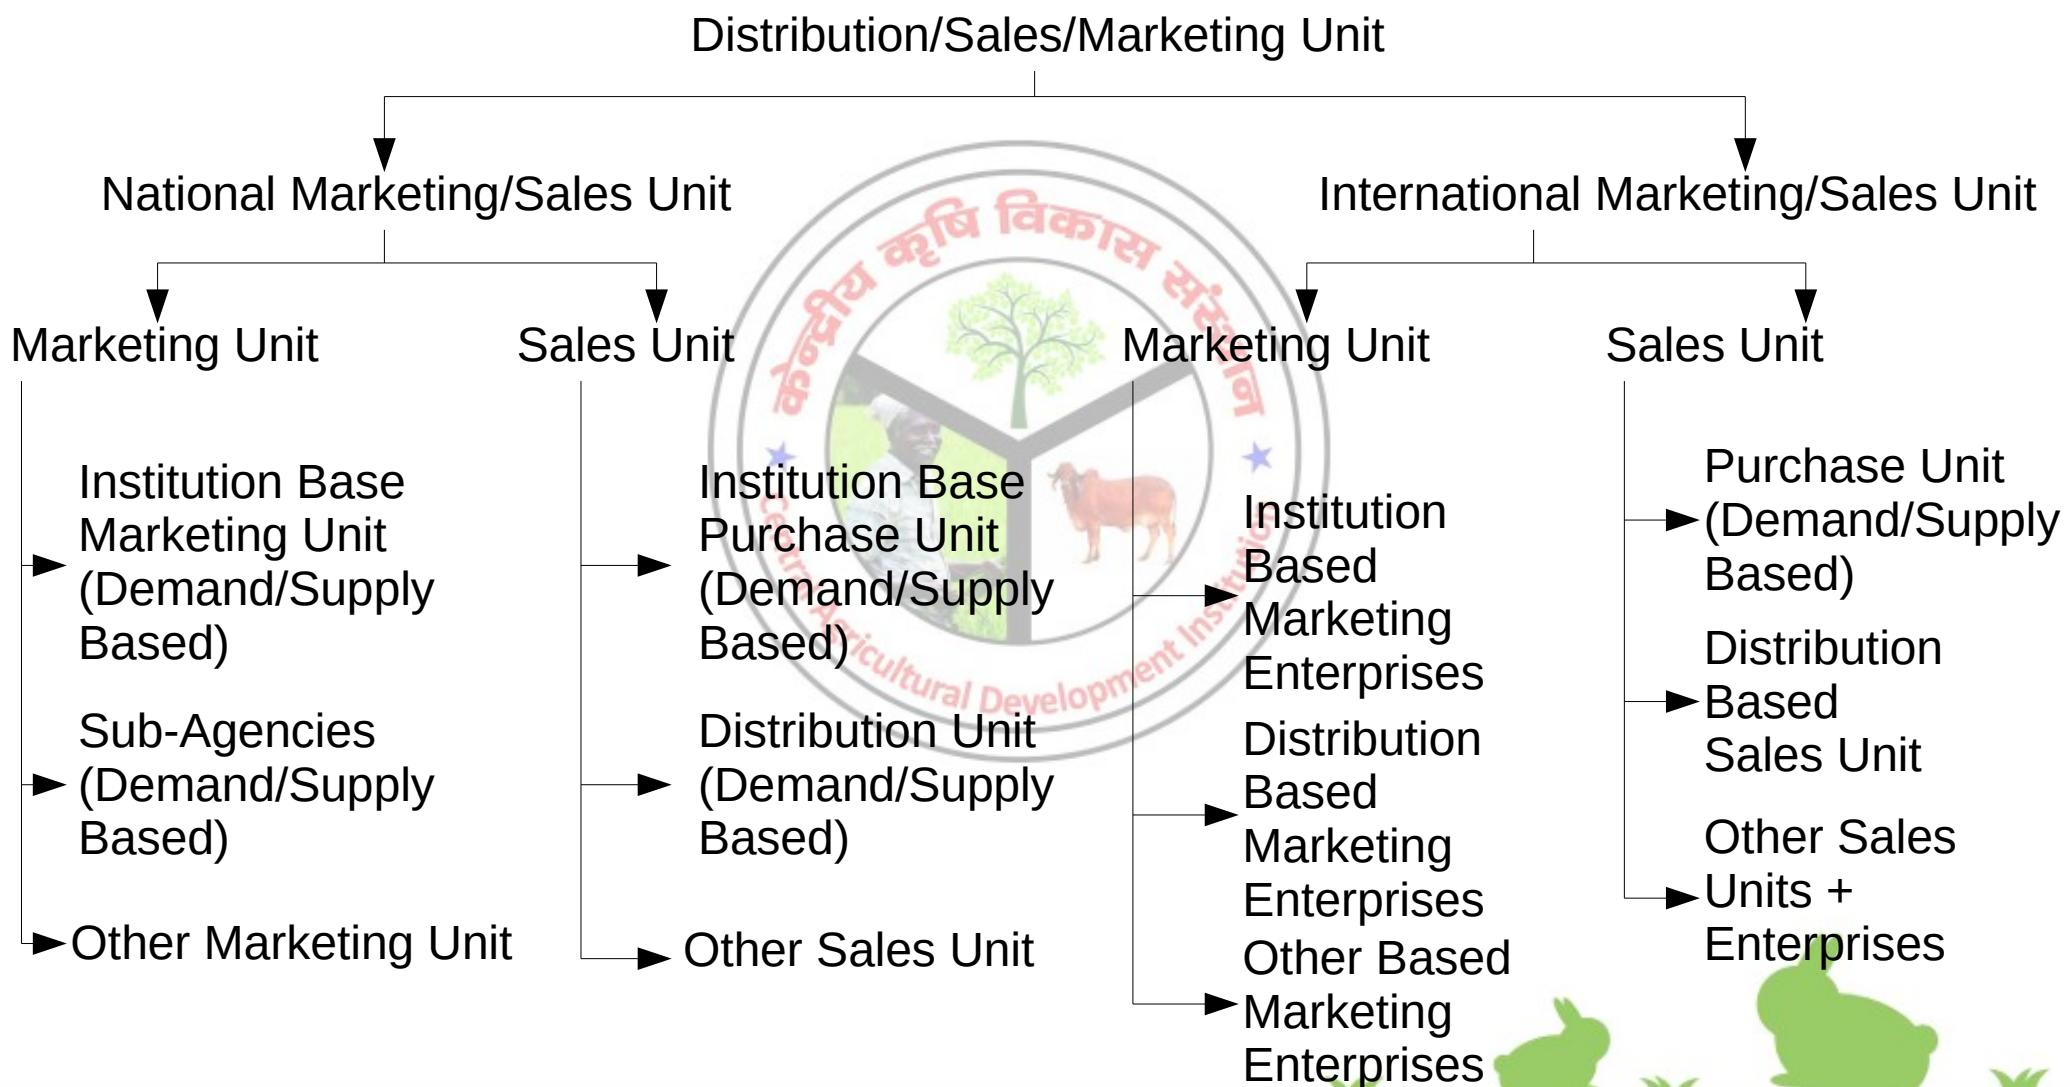 Distribution/Sales/Marketing Unit
National Marketing/Sales Unit
International Marketing/Sales Unit
Marketing Unit
Sales Unit
Marketing Unit
Sales Unit
Institution Base
Marketing Unit
(Demand/Supply
Based)
Sub-Agencies
(Demand/Supply
Based)
Other Marketing Unit
Institution Base
Purchase Unit
(Demand/Supply
Based)
Distribution Unit
(Demand/Supply
Based)
Other Sales Unit
Institution
Based
Marketing
Enterprises
Distribution
Based
Marketing
Enterprises
Other Based
Marketing
Enterprises
Purchase Unit
(Demand/Supply
Based)
Distribution
Based
Sales Unit
Other Sales
Units +
Enterprises
केन्द्रीय कृषि विकास संस्थान
Central Agricultural Development Institution